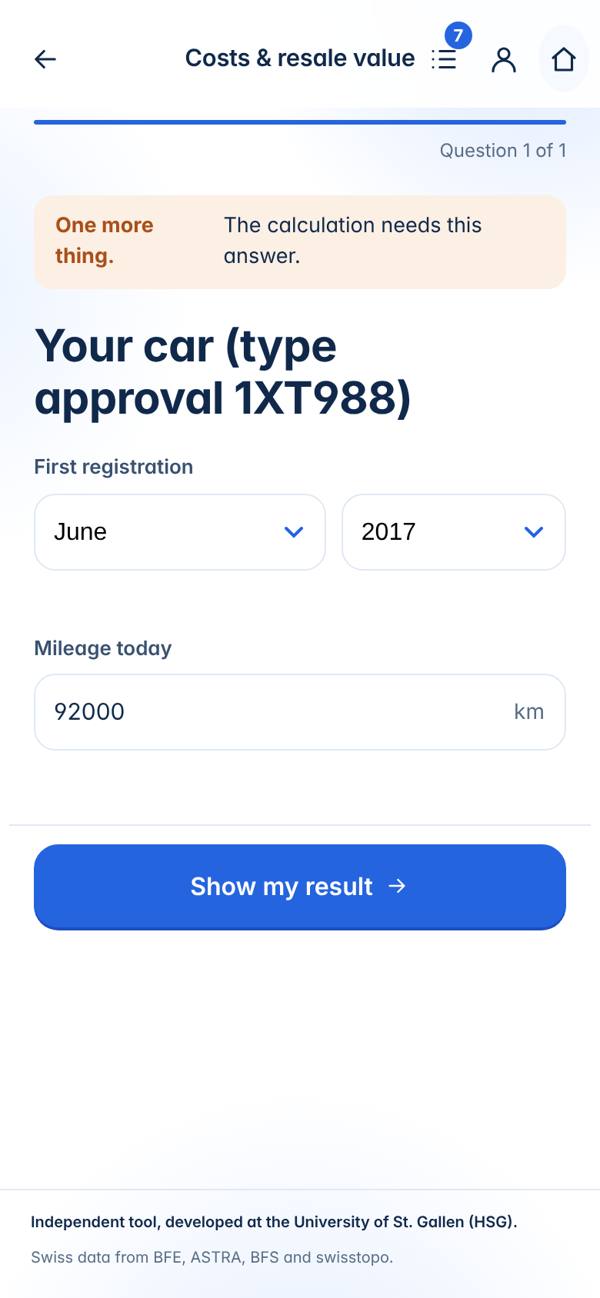 Costs & resale value
7
Question 1 of 1
One more
thing.
The calculation needs this
answer.
Your car (type
approval 1XT988)
First registration
June
2017
Mileage today
92000
km
Show my result →
Independent tool, developed at the University of St. Gallen (HSG).
Swiss data from BFE, ASTRA, BFS and swisstopo.